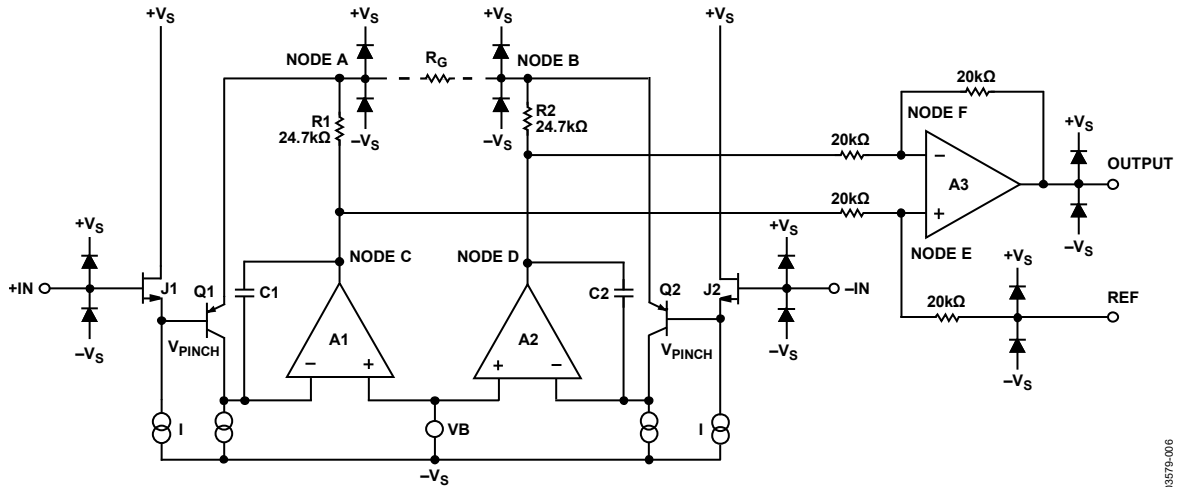 +VS
+VS
+VS
+VS
NODE A
RG
NODE B
R1
24.7kΩ
−VS
−VS
R2
24.7kΩ
20kΩ
NODE F
+VS
20kΩ
−
A3
OUTPUT
20kΩ
+
−VS
NODE E
+VS
NODE C
NODE D
+VS
+VS
+IN
J1
Q1
C1
C2
Q2
J2
−IN
20kΩ
REF
−VS
VPINCH
A1
A2
VPINCH
−VS
−VS
−
+
+
−
I
VB
I
−VS
03579-006